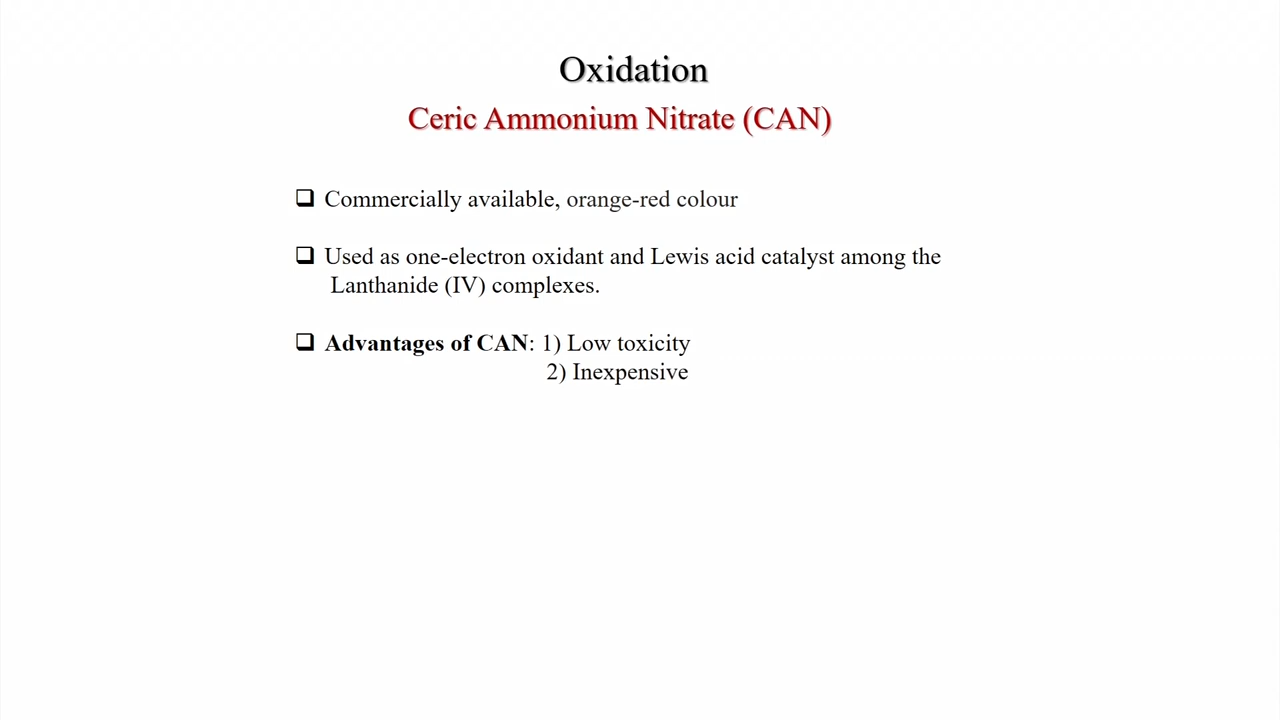 Oxidation
Ceric Ammonium Nitrate (CAN)
❑ Commercially available, orange-red colour
❑ Used as one-electron oxidant and Lewis acid catalyst among the
Lanthanide (IV) complexes.
❑ Advantages of CAN: 1) Low toxicity
2) Inexpensive